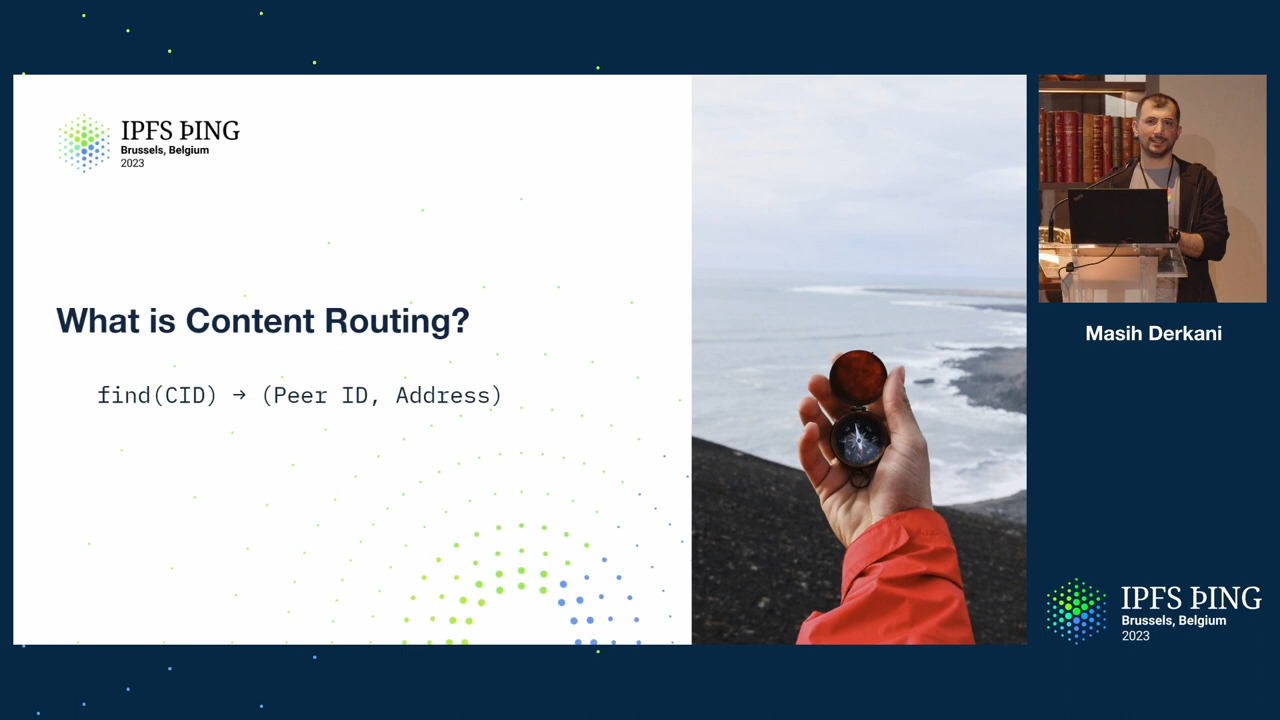 IPFS ÞING
Brussels, Belgium
2023
What is Content Routing?
find(CID) → (Peer ID, Address)
Masih Derkani
IPFS ÞING
Brussels, Belgium
2023